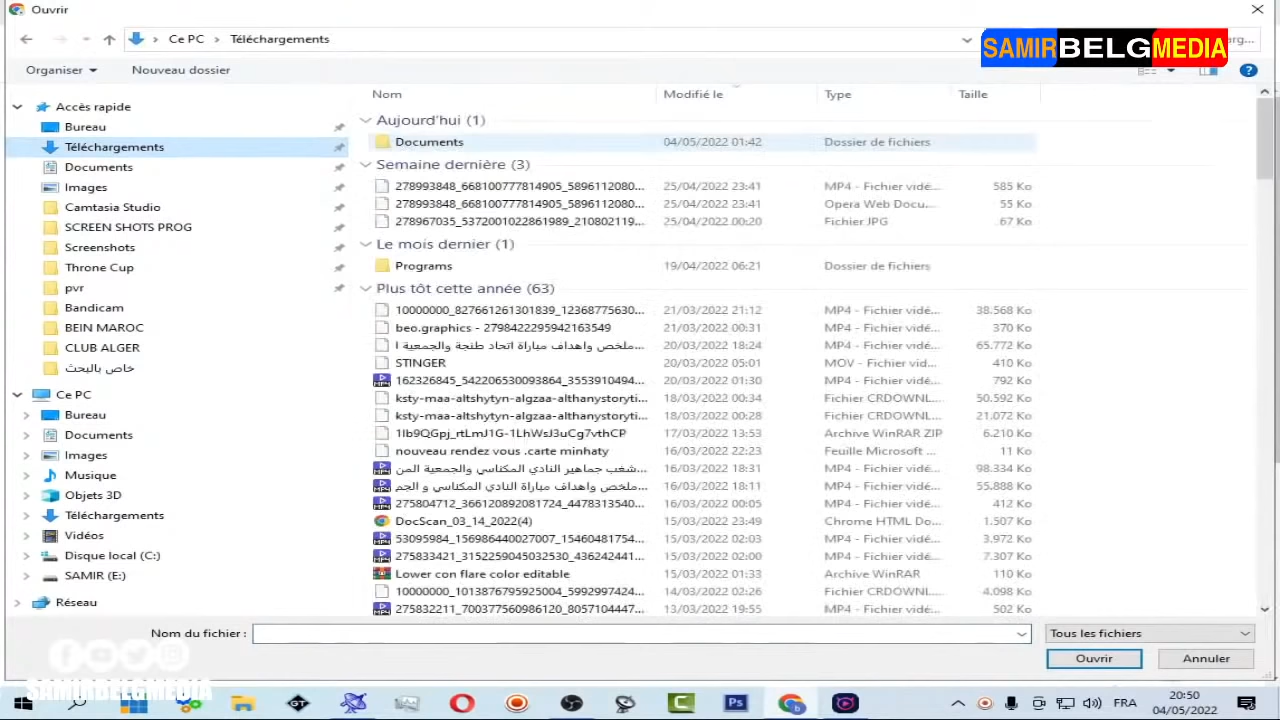 Ouvrir
Ce PC > Téléchargements
SAMIRBELGMEDIA
Organiser
Nouveau dossier
Nom
Modifié le
Type
Taille
Accès rapide
Bureau
Téléchargements
Documents
Images
Camtasia Studio
SCREEN SHOTS PROG
Screenshots
Throne Cup
pvr
Bandicam
BEIN MAROC
CLUB ALGER
خاص بالبحث
Ce PC
Bureau
Documents
Images
Musique
Objets 3D
Téléchargements
Vidéos
Disque local (C:)
SAMIR (E:)
Réseau
Aujourd'hui (1)
Documents 04/05/2022 01:42 Dossier de fichiers
Semaine dernière (3)
278993848_668100777814905_5896112080... 25/04/2022 23:41 MP4 - Fichier vidé... 585 Ko
278993848_668100777814905_5896112080... 25/04/2022 23:41 Opera Web Docu... 55 Ko
278967035_5372001022861989_210802119... 25/04/2022 00:20 Fichier JPG 67 Ko
Le mois dernier (1)
Programs 19/04/2022 06:21 Dossier de fichiers
Plus tôt cette année (63)
10000000_827661261301839_12368775630... 21/03/2022 21:12 MP4 - Fichier vidé... 38.568 Ko
beo.graphics - 2798422295942163549 21/03/2022 00:31 MP4 - Fichier vidé... 370 Ko
ملخص واهداف مباراة اتحاد طنجة والجمعية ا... 20/03/2022 18:24 MP4 - Fichier vidé... 65.772 Ko
STINGER 20/03/2022 05:01 MOV - Fichier vid... 410 Ko
162326845_542206530093864_3553910494... 20/03/2022 01:30 MP4 - Fichier vidé... 792 Ko
ksty-maa-altshytyn-algzaa-althanystoryti... 18/03/2022 00:34 Fichier CRDOWNL... 50.592 Ko
ksty-maa-altshytyn-algzaa-althanystoryti... 18/03/2022 00:28 Fichier CRDOWNL... 21.072 Ko
17/03/2022 13:53 Archive WinRAR ZIP 6.210 Ko
nouveau rendez vous .carte minhaty 16/03/2022 22:23 Feuille Microsoft ... 11 Ko
شغب جماهير النادي المكناسي والجمعية المن... 16/03/2022 18:31 MP4 - Fichier vidé... 98.334 Ko
ملخص واهداف مباراة النادي المكناسي و الجم... 16/03/2022 18:11 MP4 - Fichier vidé... 55.888 Ko
275804712_366120892081724_4478313540... 16/03/2022 00:05 MP4 - Fichier vidé... 412 Ko
DocScan_03_14_2022(4) 15/03/2022 23:49 Chrome HTML Do... 1.507 Ko
53095984_156986440027007_15460481754... 15/03/2022 02:03 MP4 - Fichier vidé... 3.972 Ko
275833421_3135259045032530_436242441... 15/03/2022 02:00 MP4 - Fichier vidé... 7.307 Ko
Lower con flare color editable 15/03/2022 01:33 Archive WinRAR 110 Ko
10000000_1013876795925004_5992997424... 14/03/2022 02:26 Fichier CRDOWNL... 4.098 Ko
275832211_700377560986120_8057104447... 13/03/2022 19:55 MP4 - Fichier vidé... 502 Ko
Nom du fichier :
Tous les fichiers
Ouvrir
Annuler
SAMIRBELGMEDIA
FRA
20:50
04/05/2022